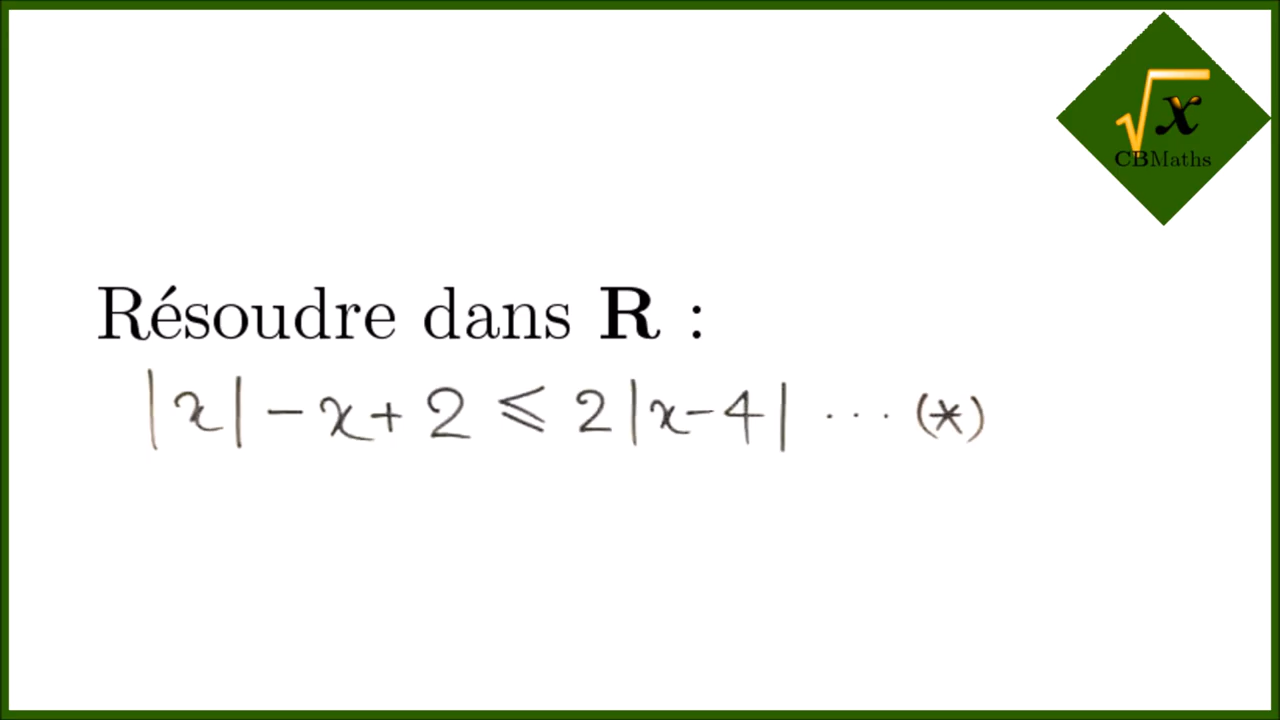 √x
CBMaths
Résoudre dans R :
|x| - x + 2 ⩽ 2|x-4| ... (*)